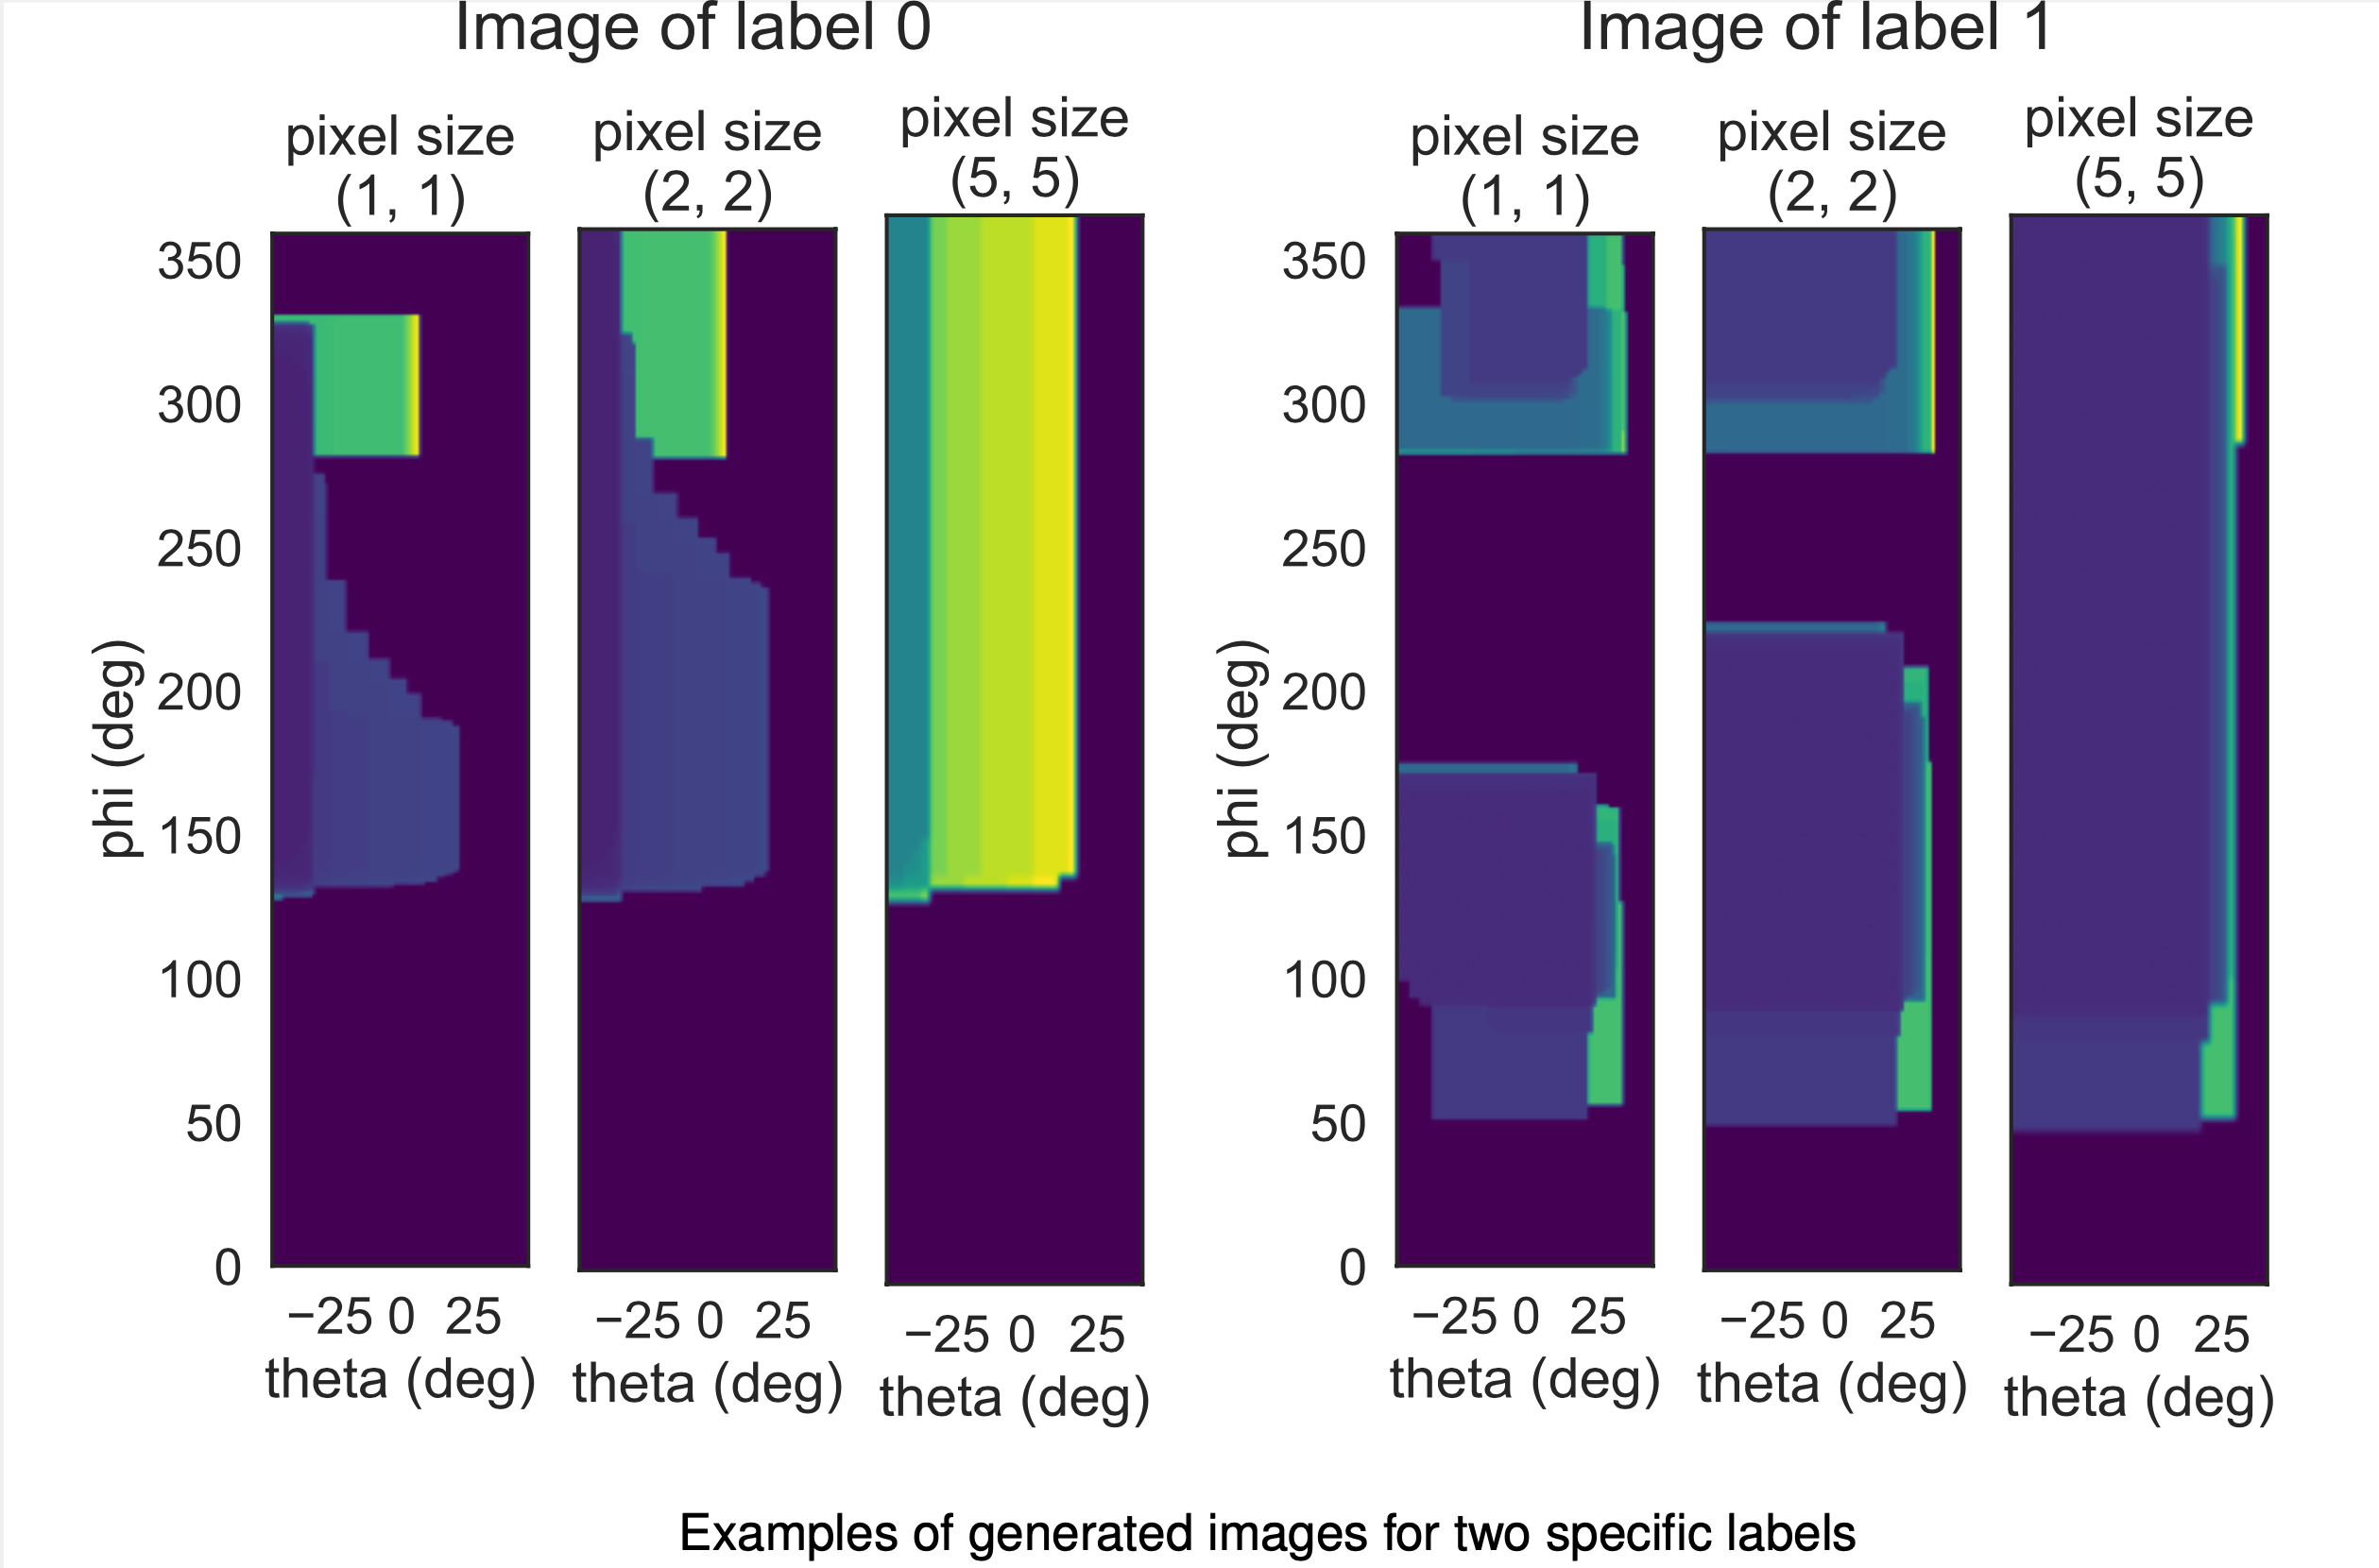 Image of label 0
Image of label 1
pixel size
(1, 1)
pixel size
(2, 2)
pixel size
(5, 5)
pixel size
(1, 1)
pixel size
(2, 2)
pixel size
(5, 5)
phi (deg)
350
300
250
200
150
100
50
0
phi (deg)
350
300
250
200
150
100
50
0
−25 0 25
theta (deg)
−25 0 25
theta (deg)
−25 0 25
theta (deg)
−25 0 25
theta (deg)
−25 0 25
theta (deg)
−25 0 25
theta (deg)
Examples of generated images for two specific labels